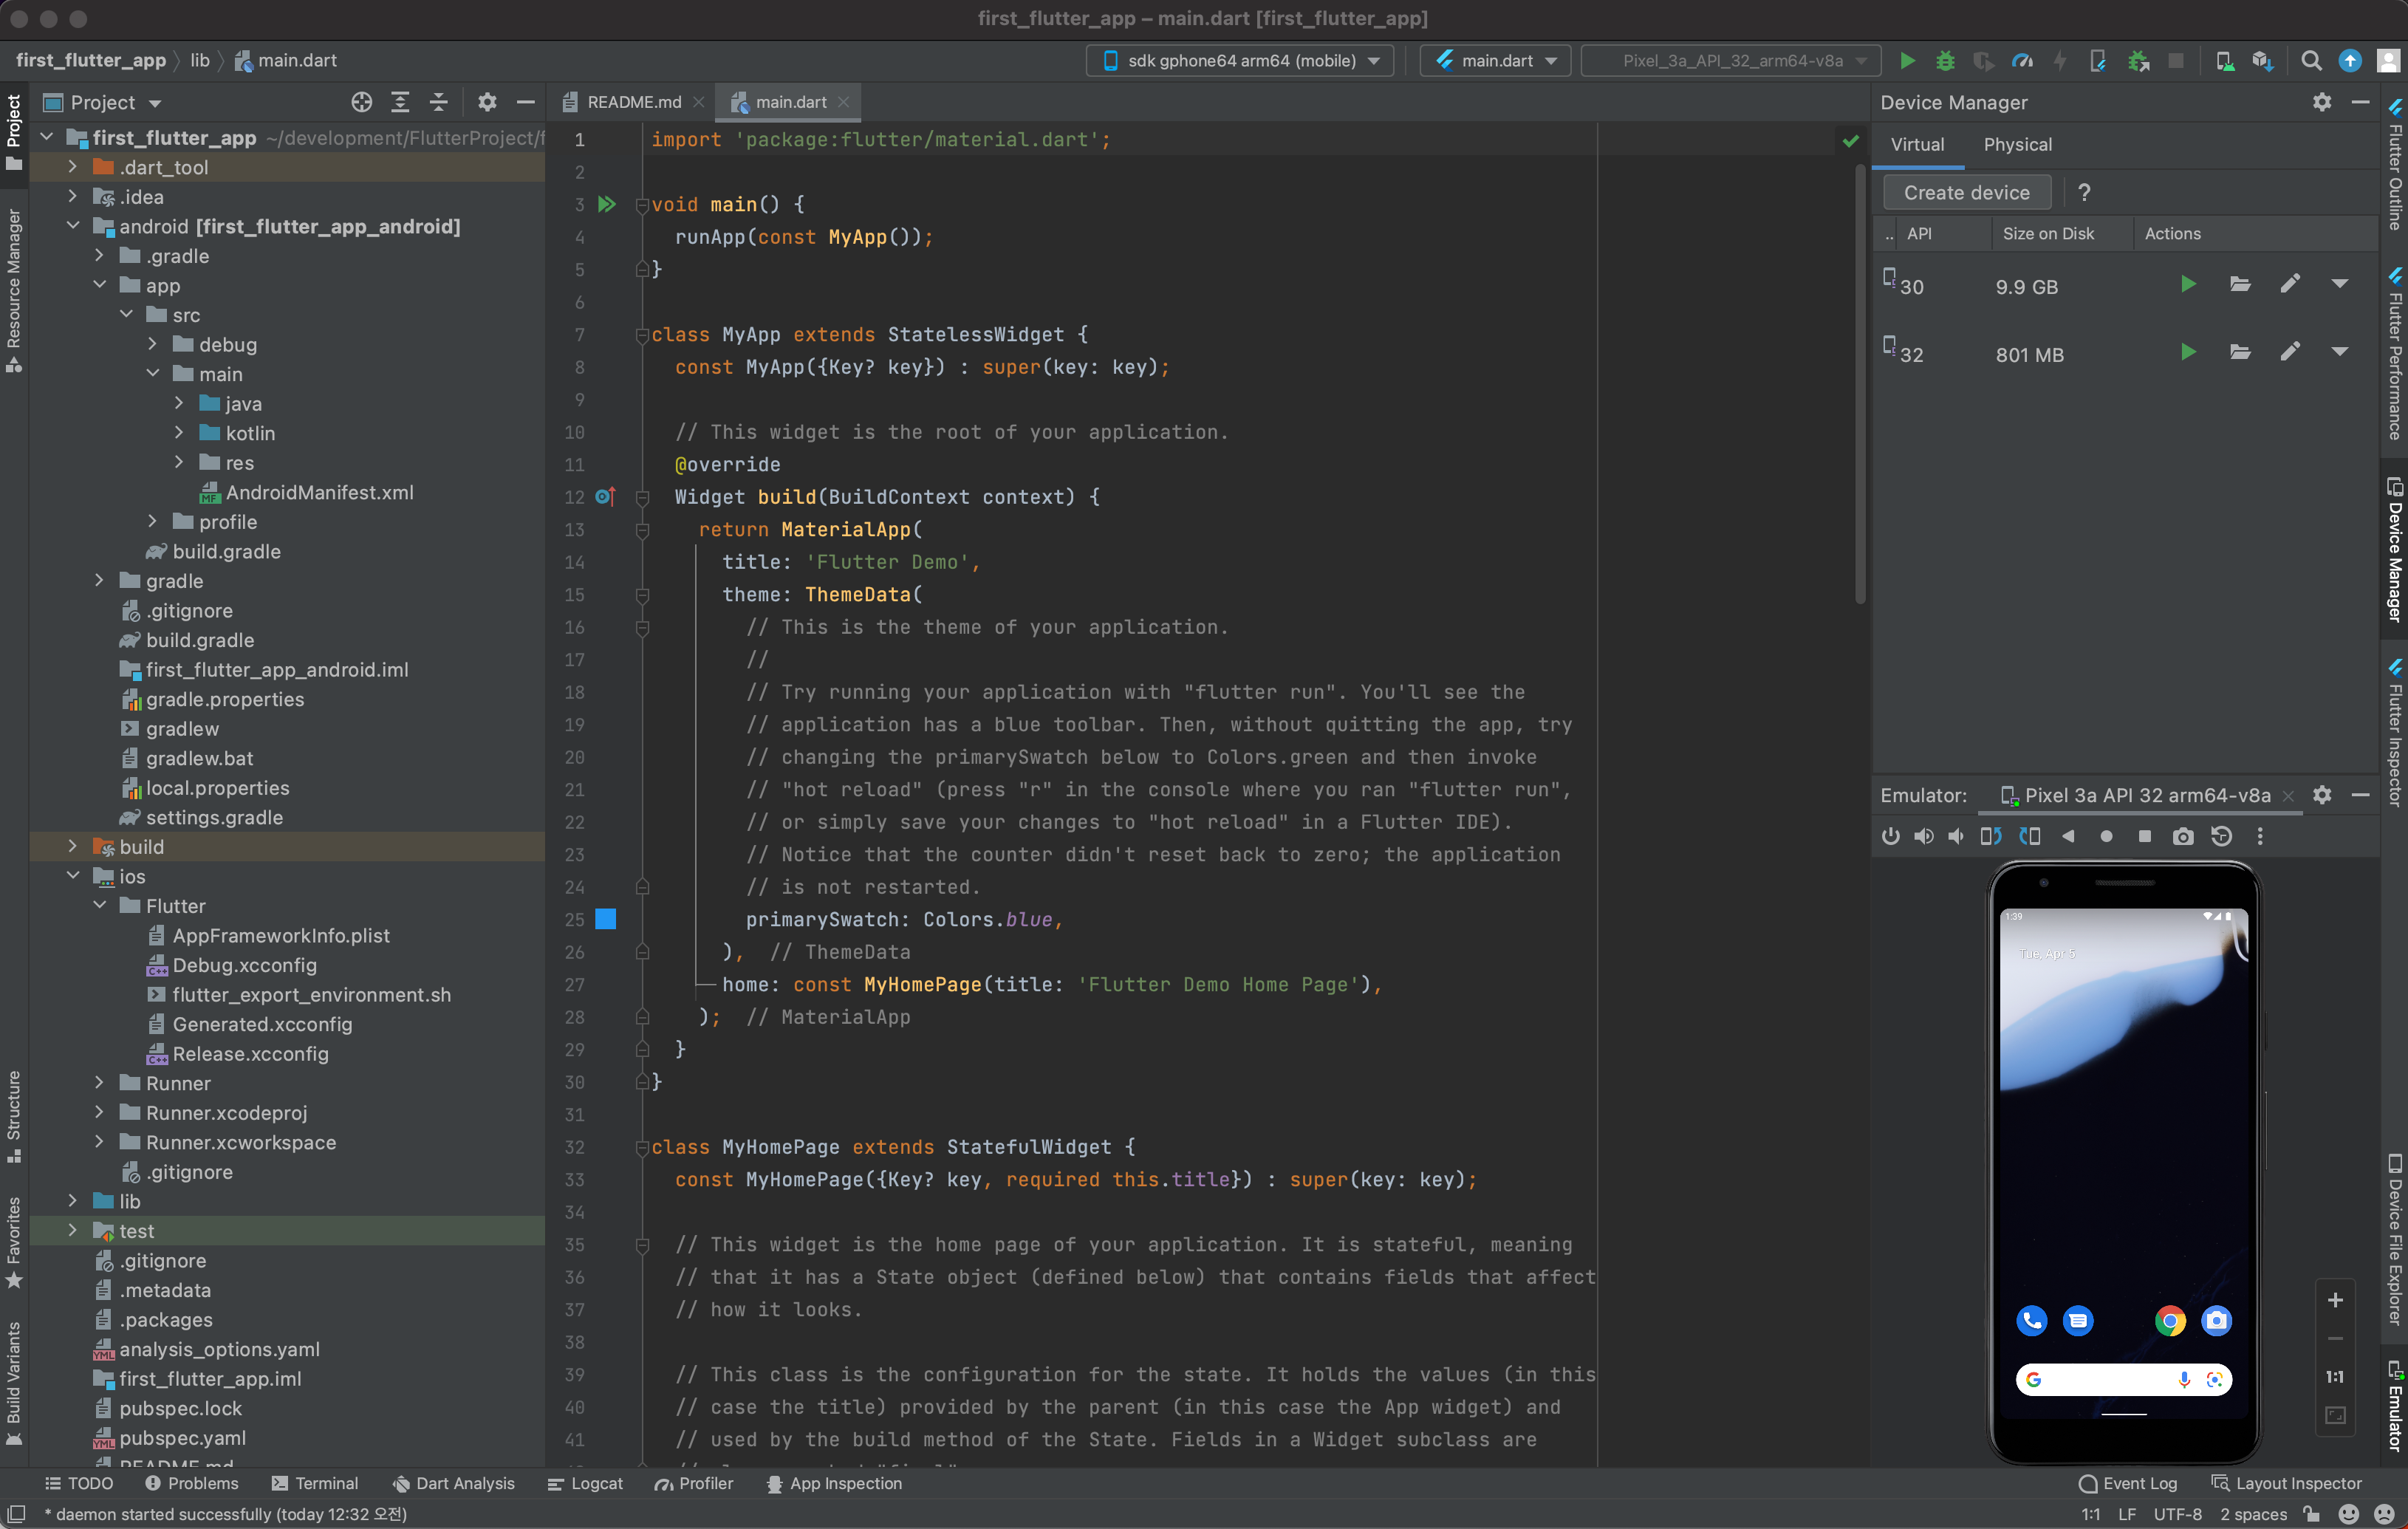 first_flutter_app – main.dart [first_flutter_app]
first_flutter_app
lib
main.dart
sdk gphone64 arm64 (mobile)
main.dart
Pixel_3a_API_32_arm64-v8a
Project
Resource Manager
Structure
Favorites
Build Variants
Project
first_flutter_app ~/development/FlutterProject/f
.dart_tool
.idea
android [first_flutter_app_android]
.gradle
app
src
debug
main
java
kotlin
res
AndroidManifest.xml
profile
build.gradle
gradle
.gitignore
build.gradle
first_flutter_app_android.iml
gradle.properties
gradlew
gradlew.bat
local.properties
settings.gradle
build
ios
Flutter
AppFrameworkInfo.plist
Debug.xcconfig
flutter_export_environment.sh
Generated.xcconfig
Release.xcconfig
Runner
Runner.xcodeproj
Runner.xcworkspace
.gitignore
lib
test
.gitignore
.metadata
.packages
analysis_options.yaml
first_flutter_app.iml
pubspec.lock
pubspec.yaml
README.md
README.md
main.dart
1 import 'package:flutter/material.dart';
2
3 void main() {
4 runApp(const MyApp());
5 }
6
7 class MyApp extends StatelessWidget {
8 const MyApp({Key? key}) : super(key: key);
9
10 // This widget is the root of your application.
11 @override
12 Widget build(BuildContext context) {
13 return MaterialApp(
14 title: 'Flutter Demo',
15 theme: ThemeData(
16 // This is the theme of your application.
17 //
18 // Try running your application with "flutter run". You'll see the
19 // application has a blue toolbar. Then, without quitting the app, try
20 // changing the primarySwatch below to Colors.green and then invoke
21 // "hot reload" (press "r" in the console where you ran "flutter run",
22 // or simply save your changes to "hot reload" in a Flutter IDE).
23 // Notice that the counter didn't reset back to zero; the application
24 // is not restarted.
25 primarySwatch: Colors.blue,
26 ), // ThemeData
27 home: const MyHomePage(title: 'Flutter Demo Home Page'),
28 ); // MaterialApp
29 }
30 }
31
32 class MyHomePage extends StatefulWidget {
33 const MyHomePage({Key? key, required this.title}) : super(key: key);
34
35 // This widget is the home page of your application. It is stateful, meaning
36 // that it has a State object (defined below) that contains fields that affect
37 // how it looks.
38
39 // This class is the configuration for the state. It holds the values (in this
40 // case the title) provided by the parent (in this case the App widget) and
41 // used by the build method of the State. Fields in a Widget subclass are
Device Manager
Virtual
Physical
Create device
?
.. API Size on Disk Actions
30 9.9 GB
32 801 MB
Emulator: Pixel 3a API 32 arm64-v8a
1:39
Tue, Apr 5
1:1
Flutter Outline
Flutter Performance
Device Manager
Flutter Inspector
Device File Explorer
Emulator
TODO
Problems
Terminal
Dart Analysis
Logcat
Profiler
App Inspection
Event Log
Layout Inspector
* daemon started successfully (today 12:32 오전)
1:1
LF
UTF-8
2 spaces